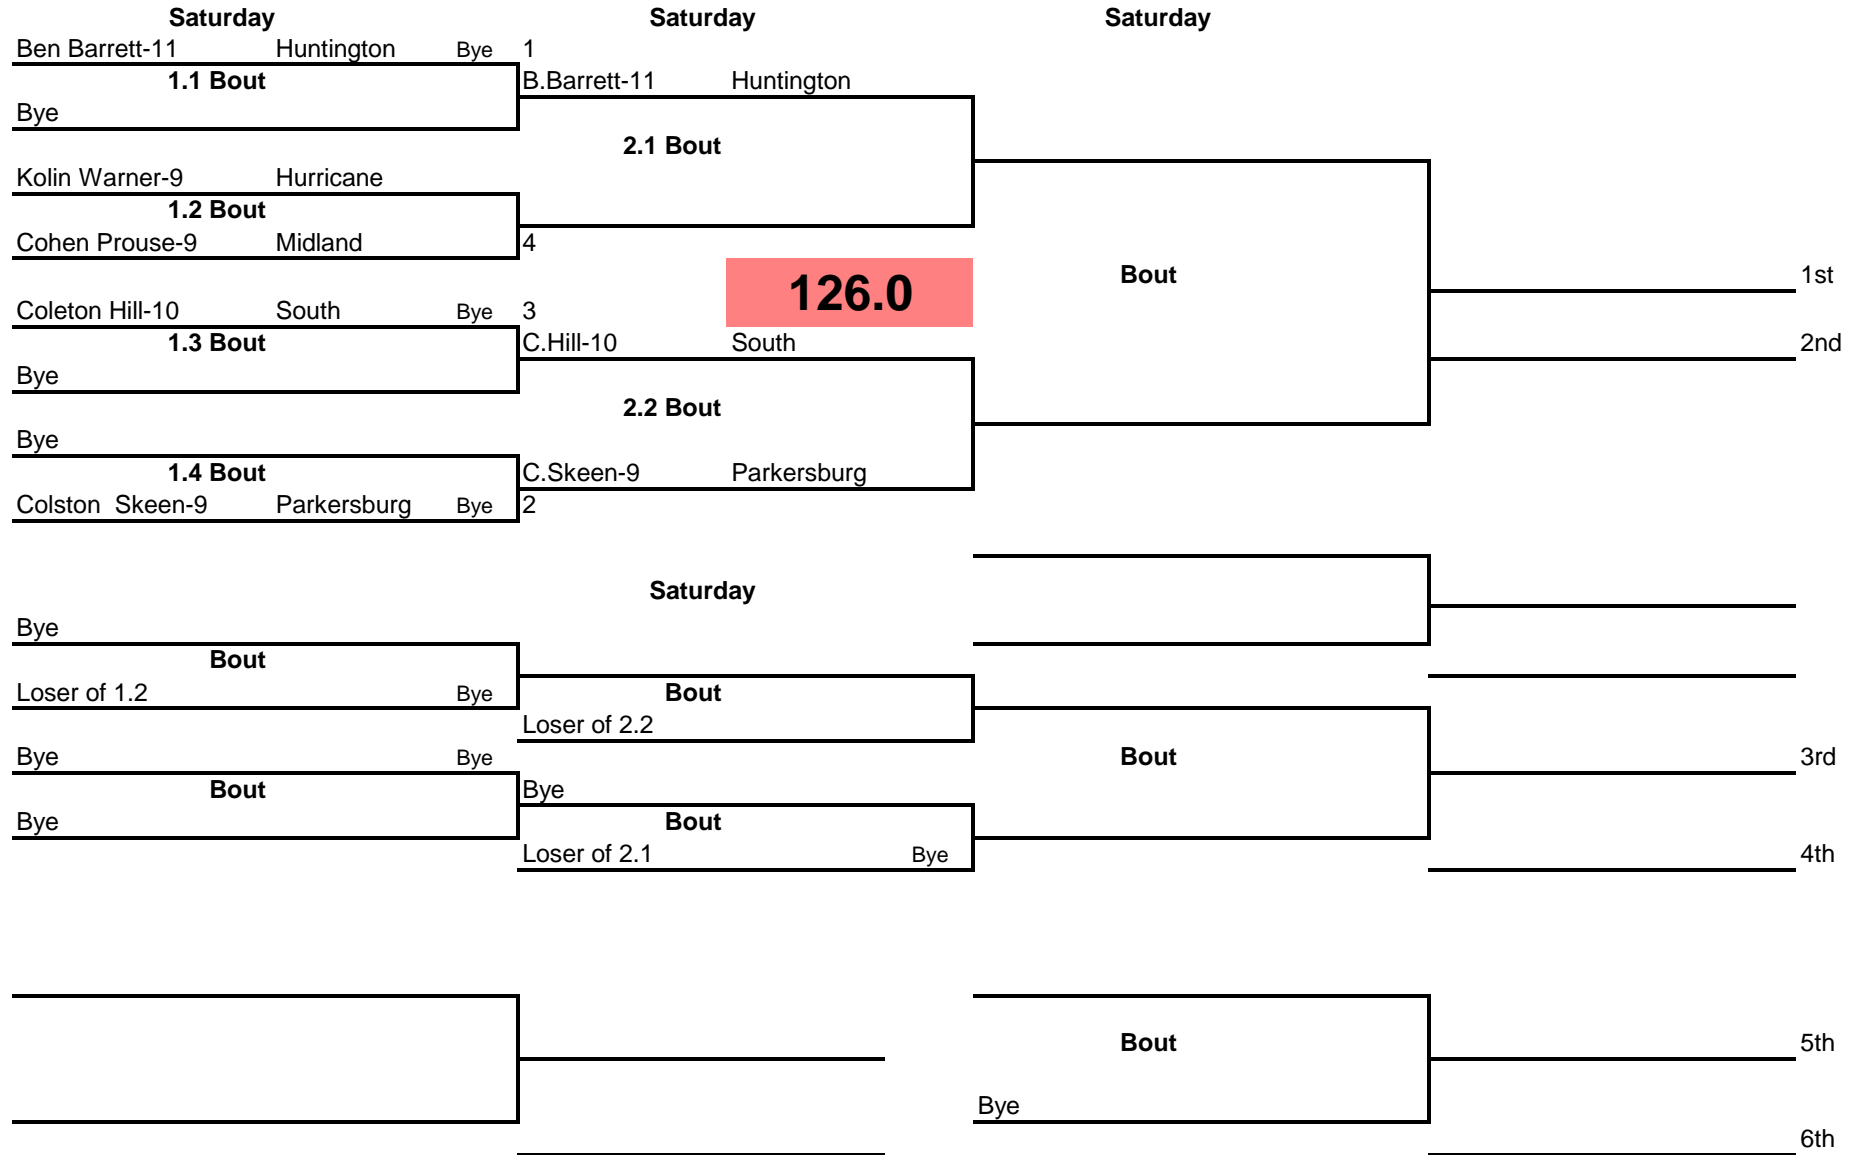 Saturday Saturday Saturday
Ben Barrett-11 Huntington Bye 1
1.1 Bout B.Barrett-11 Huntington
Bye
2.1 Bout
Kolin Warner-9 Hurricane
1.2 Bout
Cohen Prouse-9 Midland 4
126.0 Bout 1st
Coleton Hill-10 South Bye 3
1.3 Bout C.Hill-10 South 2nd
Bye
2.2 Bout
Bye
1.4 Bout C.Skeen-9 Parkersburg
Colston  Skeen-9 Parkersburg Bye 2
Saturday
Bye
Bout
Loser of 1.2 Bye Bout
Loser of 2.2
Bye Bye Bout 3rd
Bout Bye
Bye Bout
Loser of 2.1 Bye 4th
Bout 5th
Bye
6th